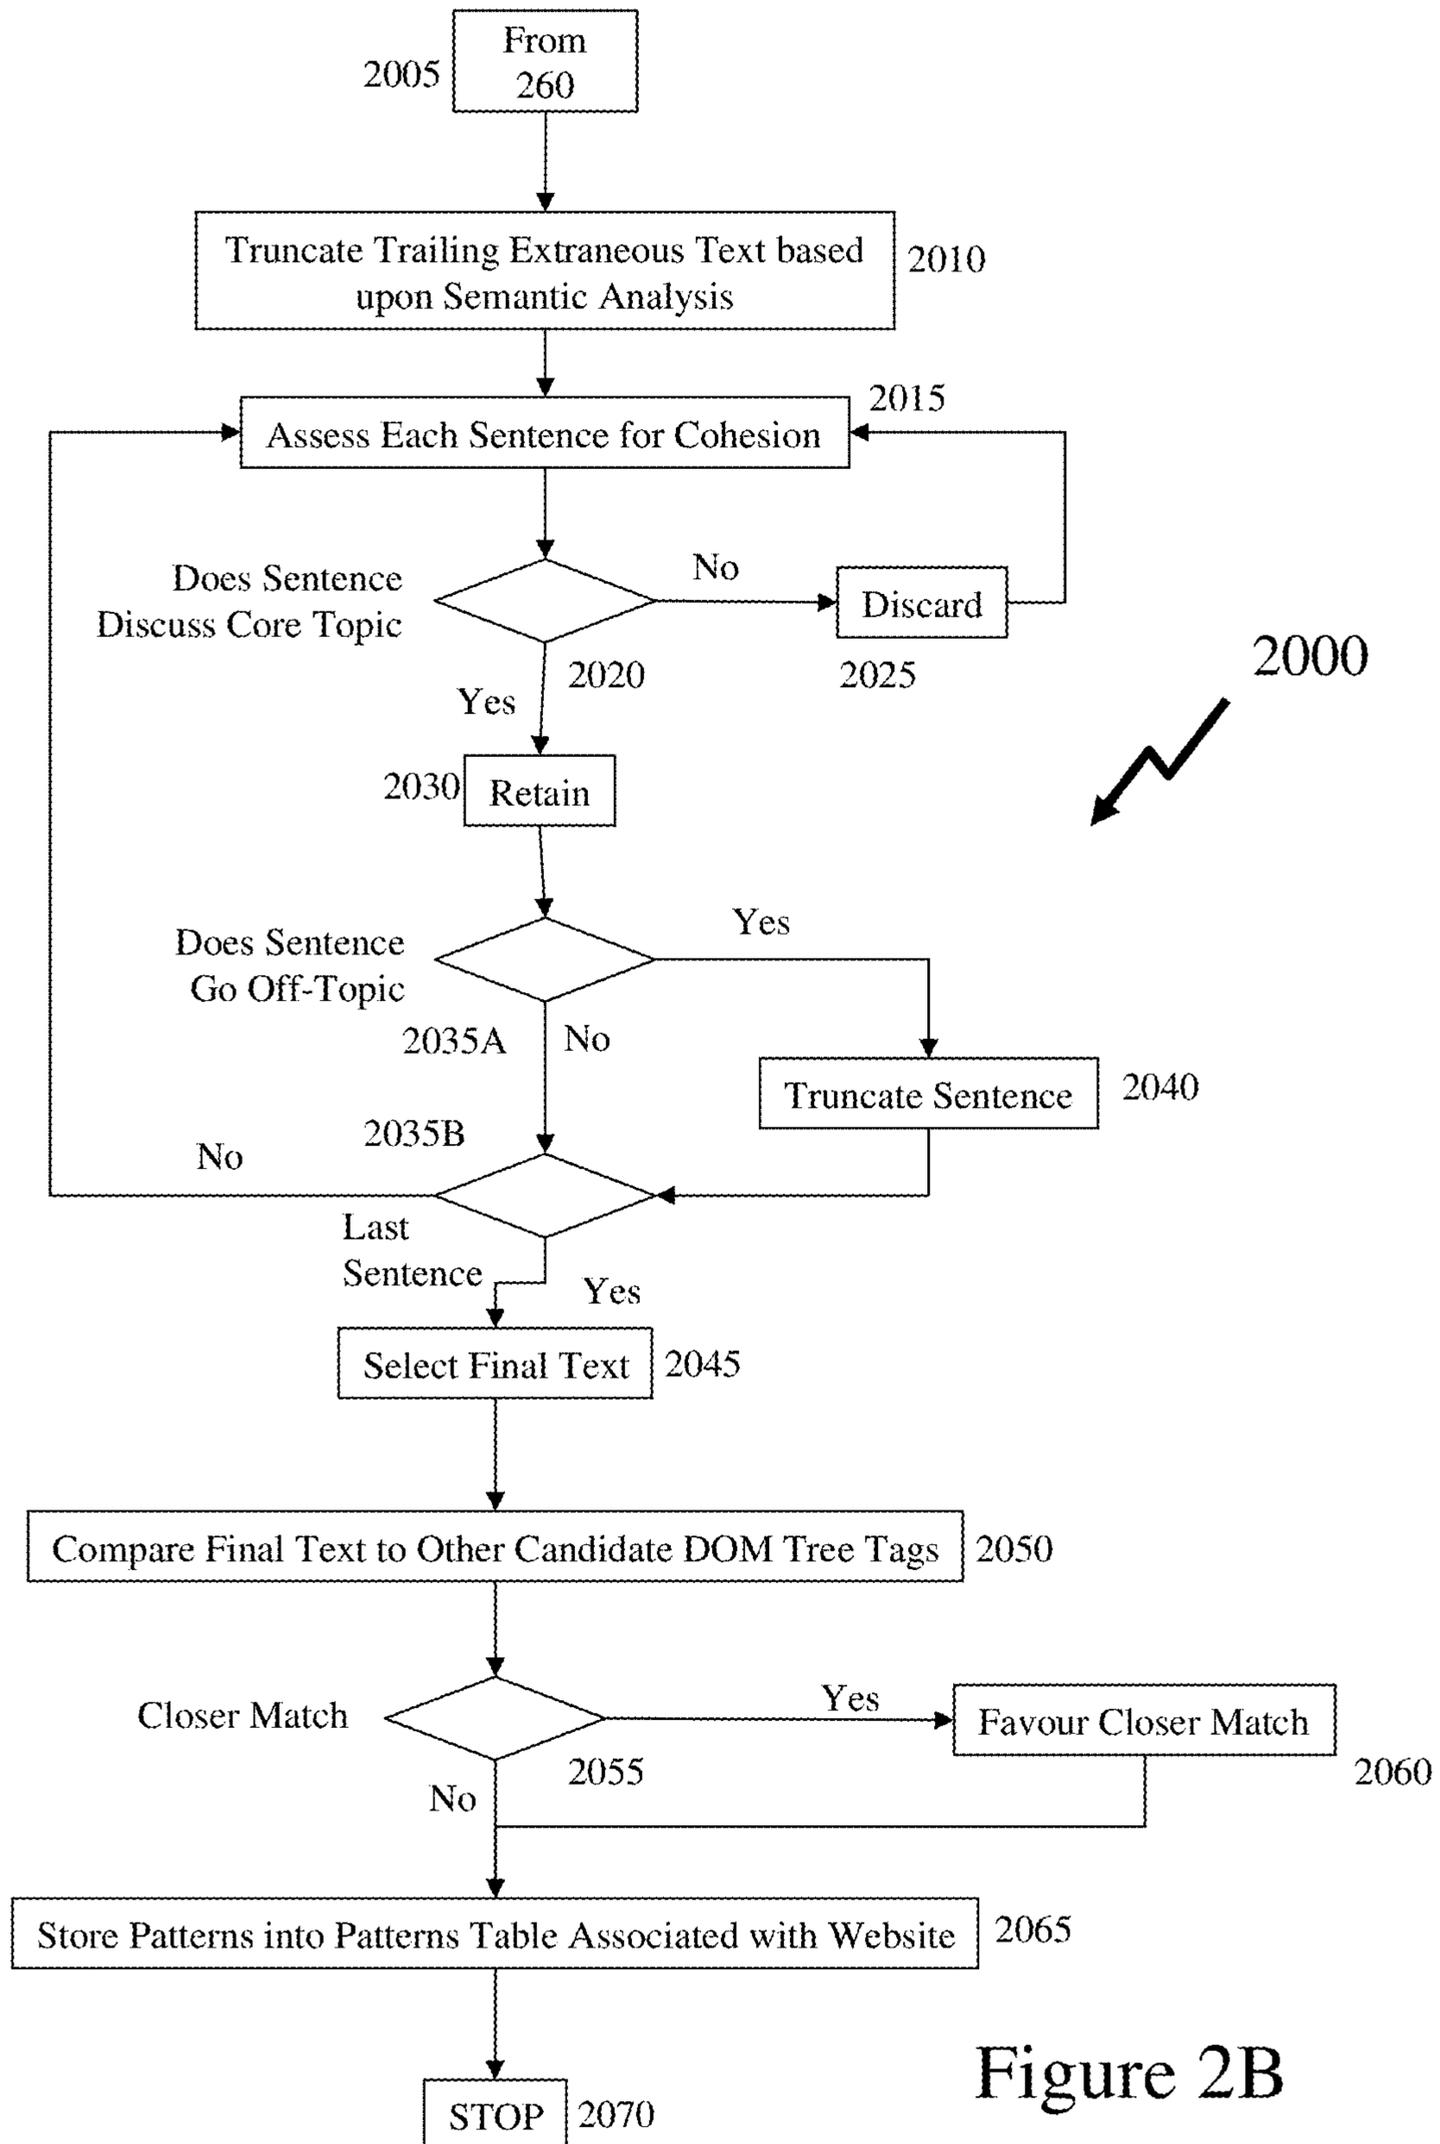 From
260
2005
Truncate Trailing Extraneous Text based
upon Semantic Analysis
2010
2015
Assess Each Sentence for Cohesion
Does Sentence
Discuss Core Topic
No
Discard
2020
2025
2000
Yes
2030
Retain
Does Sentence
Go Off-Topic
Yes
2035A
No
Truncate Sentence
2040
2035B
No
Last
Sentence
Yes
Select Final Text
2045
Compare Final Text to Other Candidate DOM Tree Tags
2050
Closer Match
Yes
Favour Closer Match
2055
2060
No
Store Patterns into Patterns Table Associated with Website
2065
Figure 2B
STOP
2070